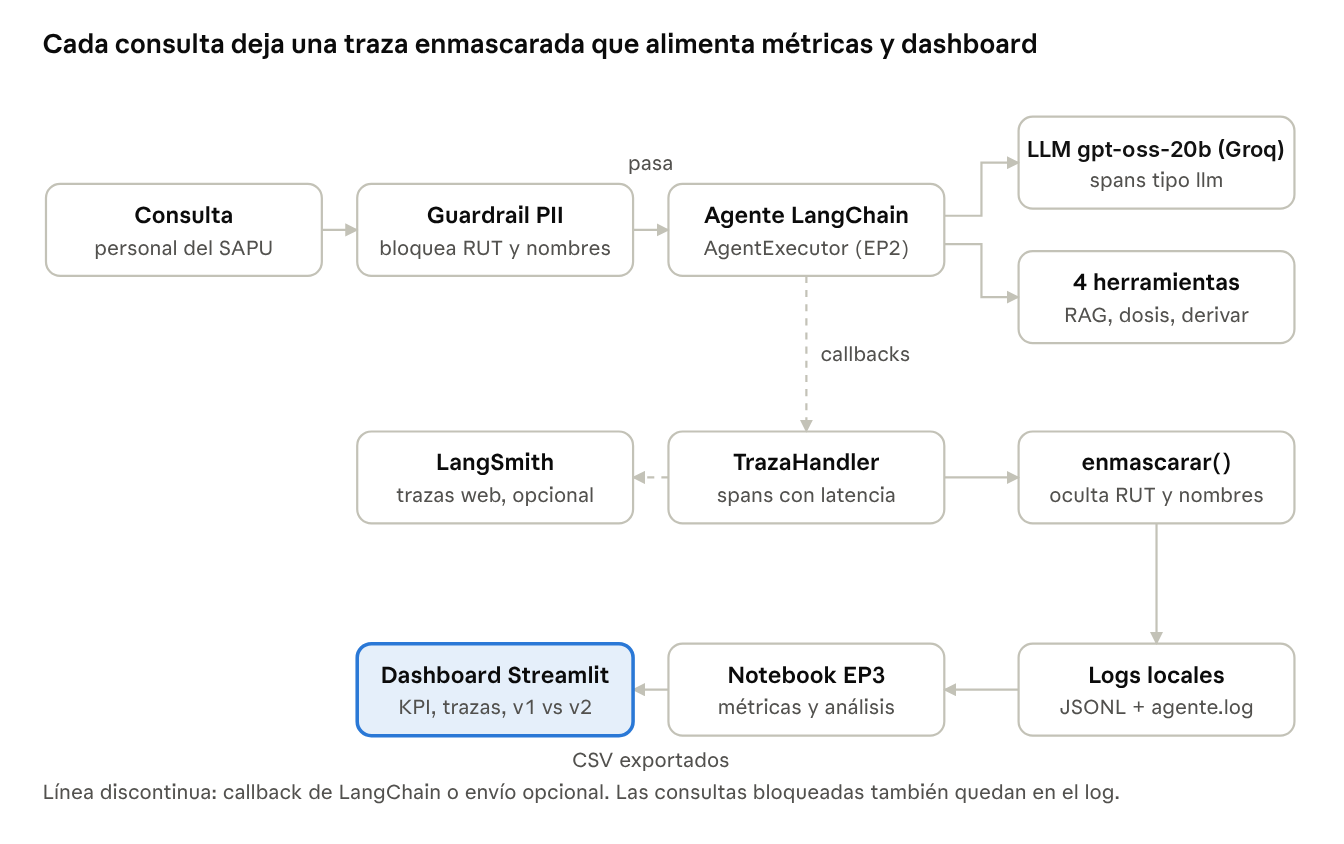 Cada consulta deja una traza enmascarada que alimenta métricas y dashboard
LLM gpt-oss-20b (Groq)
spans tipo llm
pasa
Consulta
personal del SAPU
Guardrail PII
bloquea RUT y nombres
Agente LangChain
AgentExecutor (EP2)
4 herramientas
RAG, dosis, derivar
callbacks
LangSmith
trazas web, opcional
TrazaHandler
spans con latencia
enmascarar()
oculta RUT y nombres
Dashboard Streamlit
KPI, trazas, v1 vs v2
Notebook EP3
métricas y análisis
Logs locales
JSONL + agente.log
CSV exportados
Línea discontinua: callback de LangChain o envío opcional. Las consultas bloqueadas también quedan en el log.